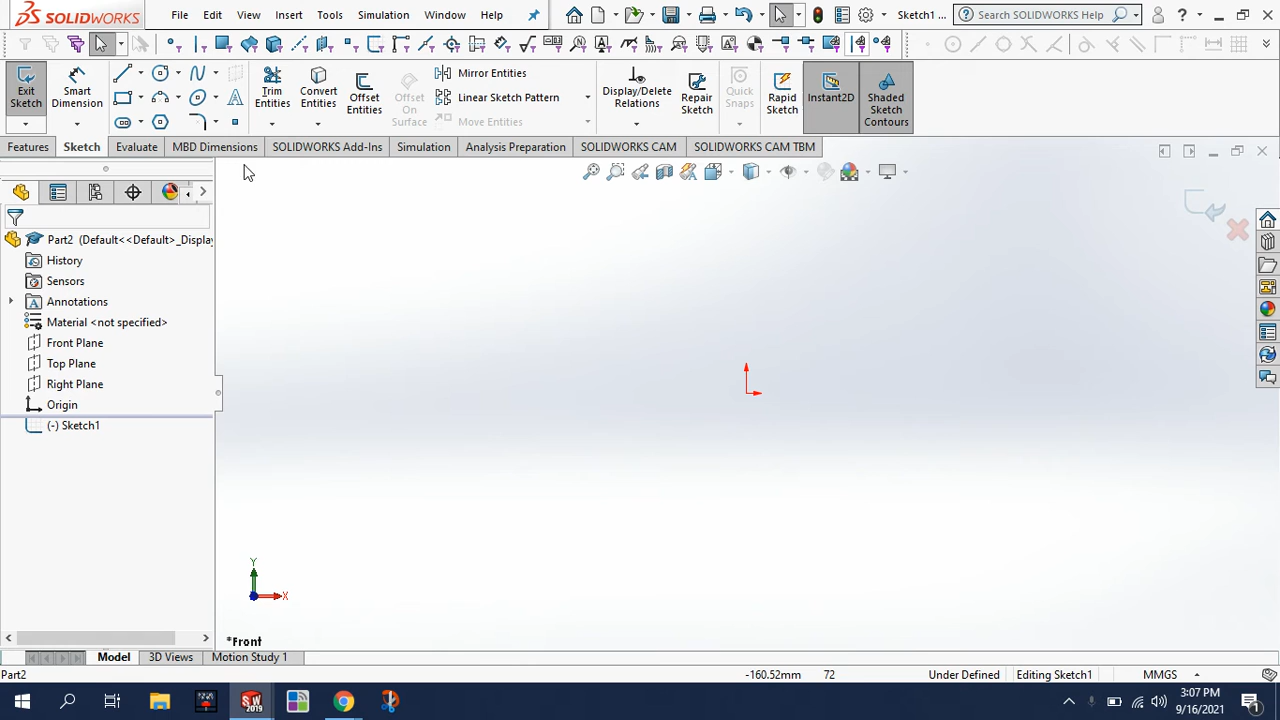 SOLIDWORKS File Edit View Insert Tools Simulation Window Help Sketch1 ... Search SOLIDWORKS Help ?
Exit Sketch
Smart Dimension
Trim Entities
Convert Entities
Offset Entities
Offset On Surface
Mirror Entities
Linear Sketch Pattern
Move Entities
Display/Delete Relations
Repair Sketch
Quick Snaps
Rapid Sketch
Instant2D
Shaded Sketch Contours
Features Sketch Evaluate MBD Dimensions SOLIDWORKS Add-Ins Simulation Analysis Preparation SOLIDWORKS CAM SOLIDWORKS CAM TBM
Part2 (Default<<Default>_Display
History
Sensors
Annotations
Material <not specified>
Front Plane
Top Plane
Right Plane
Origin
(-) Sketch1
Y
X
*Front
Model 3D Views Motion Study 1
Part2 -160.52mm 72 Under Defined Editing Sketch1 MMGS
SW 2019
3:07 PM
9/16/2021
1